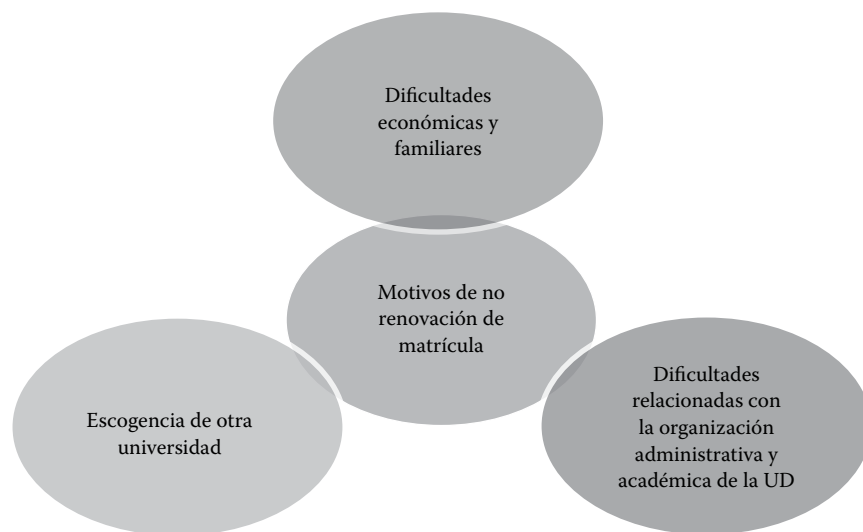 Dificultades
económicas y
familiares
Motivos de no
renovación de
matrícula
Escogencia de otra
universidad
Dificultades
relacionadas con
la organización
administrativa y
académica de la UD